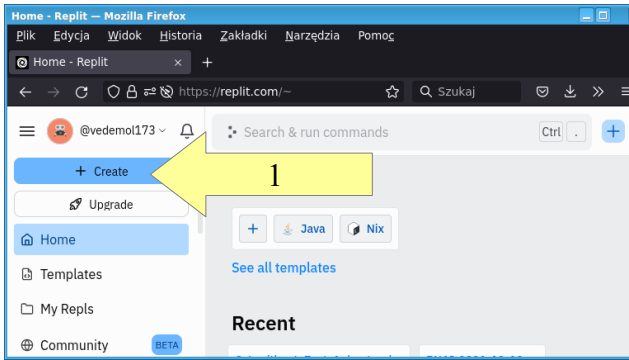 Home - Replit — Mozilla Firefox
Plik Edycja Widok Historia Zakładki Narzędzia Pomoc
Home - Replit × +
https://replit.com/~ Szukaj
@vedemol173 Search & run commands Ctrl . +
+ Create
1
Upgrade
Home
+ Java Nix
Templates
See all templates
My Repls
Recent
Community BETA